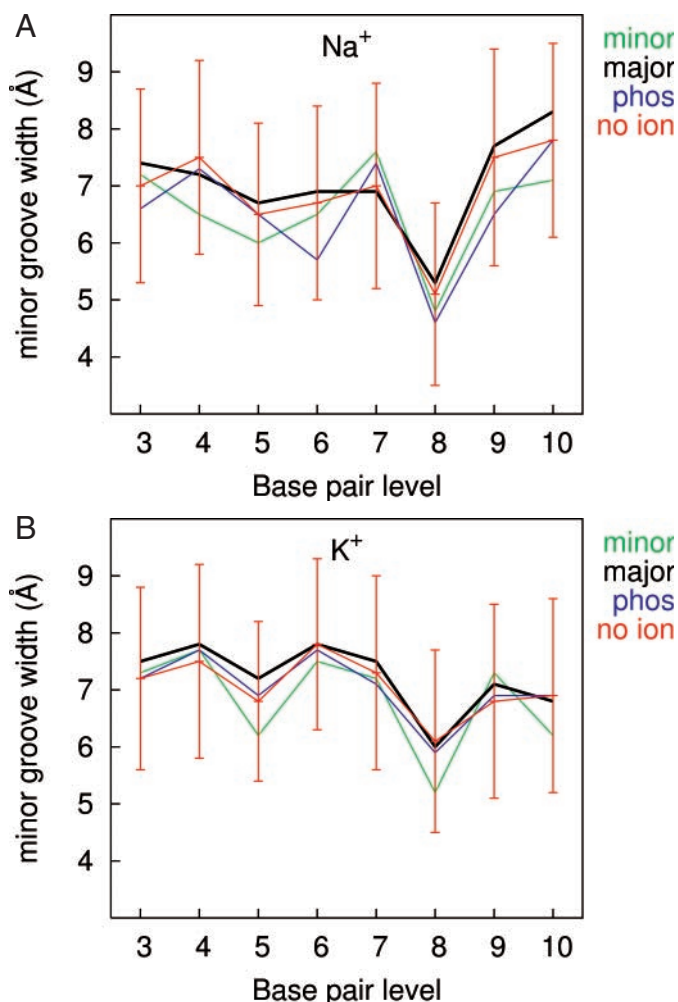 A
Na+
minor
major
phos
no ion
minor groove width (Å)
9
8
7
6
5
4
3 4 5 6 7 8 9 10
Base pair level
B
K+
minor
major
phos
no ion
minor groove width (Å)
9
8
7
6
5
4
3 4 5 6 7 8 9 10
Base pair level